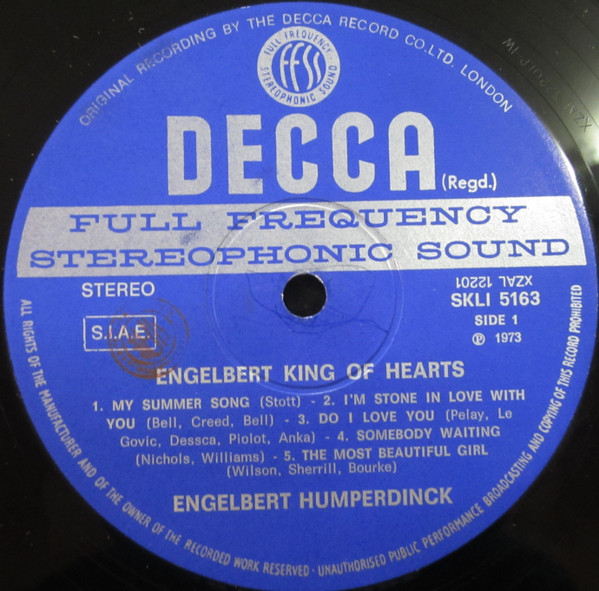 ORIGINAL RECORDING BY THE DECCA RECORD CO. LTD. LONDON
FULL FREQUENCY
FFSS
STEREOPHONIC SOUND
DECCA (Regd.)
FULL FREQUENCY
STEREOPHONIC SOUND
STEREO
XZAL 12201
SKLI 5163
S.I.A.E.
SIDE 1
℗ 1973
ENGELBERT KING OF HEARTS
1. MY SUMMER SONG (Stott) - 2. I'M STONE IN LOVE WITH
YOU (Bell, Creed, Bell) - 3. DO I LOVE YOU (Pelay, Le
Govic, Dessca, Piolot, Anka) - 4. SOMEBODY WAITING
(Nichols, Williams) - 5. THE MOST BEAUTIFUL GIRL
(Wilson, Sherrill, Bourke)
ENGELBERT HUMPERDINCK
ALL RIGHTS OF THE MANUFACTURER AND OF THE OWNER OF THE RECORDED WORK RESERVED - UNAUTHORISED PUBLIC PERFORMANCE BROADCASTING AND COPYING OF THIS RECORD PROHIBITED